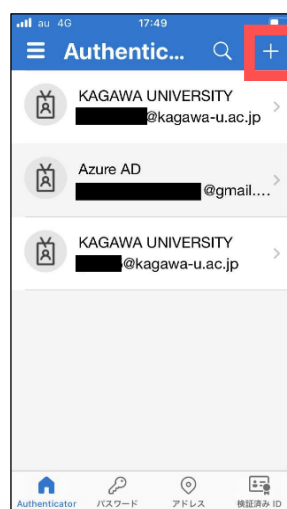 au 4G 17:49
Authentic...
KAGAWA UNIVERSITY
@kagawa-u.ac.jp
Azure AD
@gmail....
KAGAWA UNIVERSITY
@kagawa-u.ac.jp
Authenticator パスワード アドレス 検証済み ID